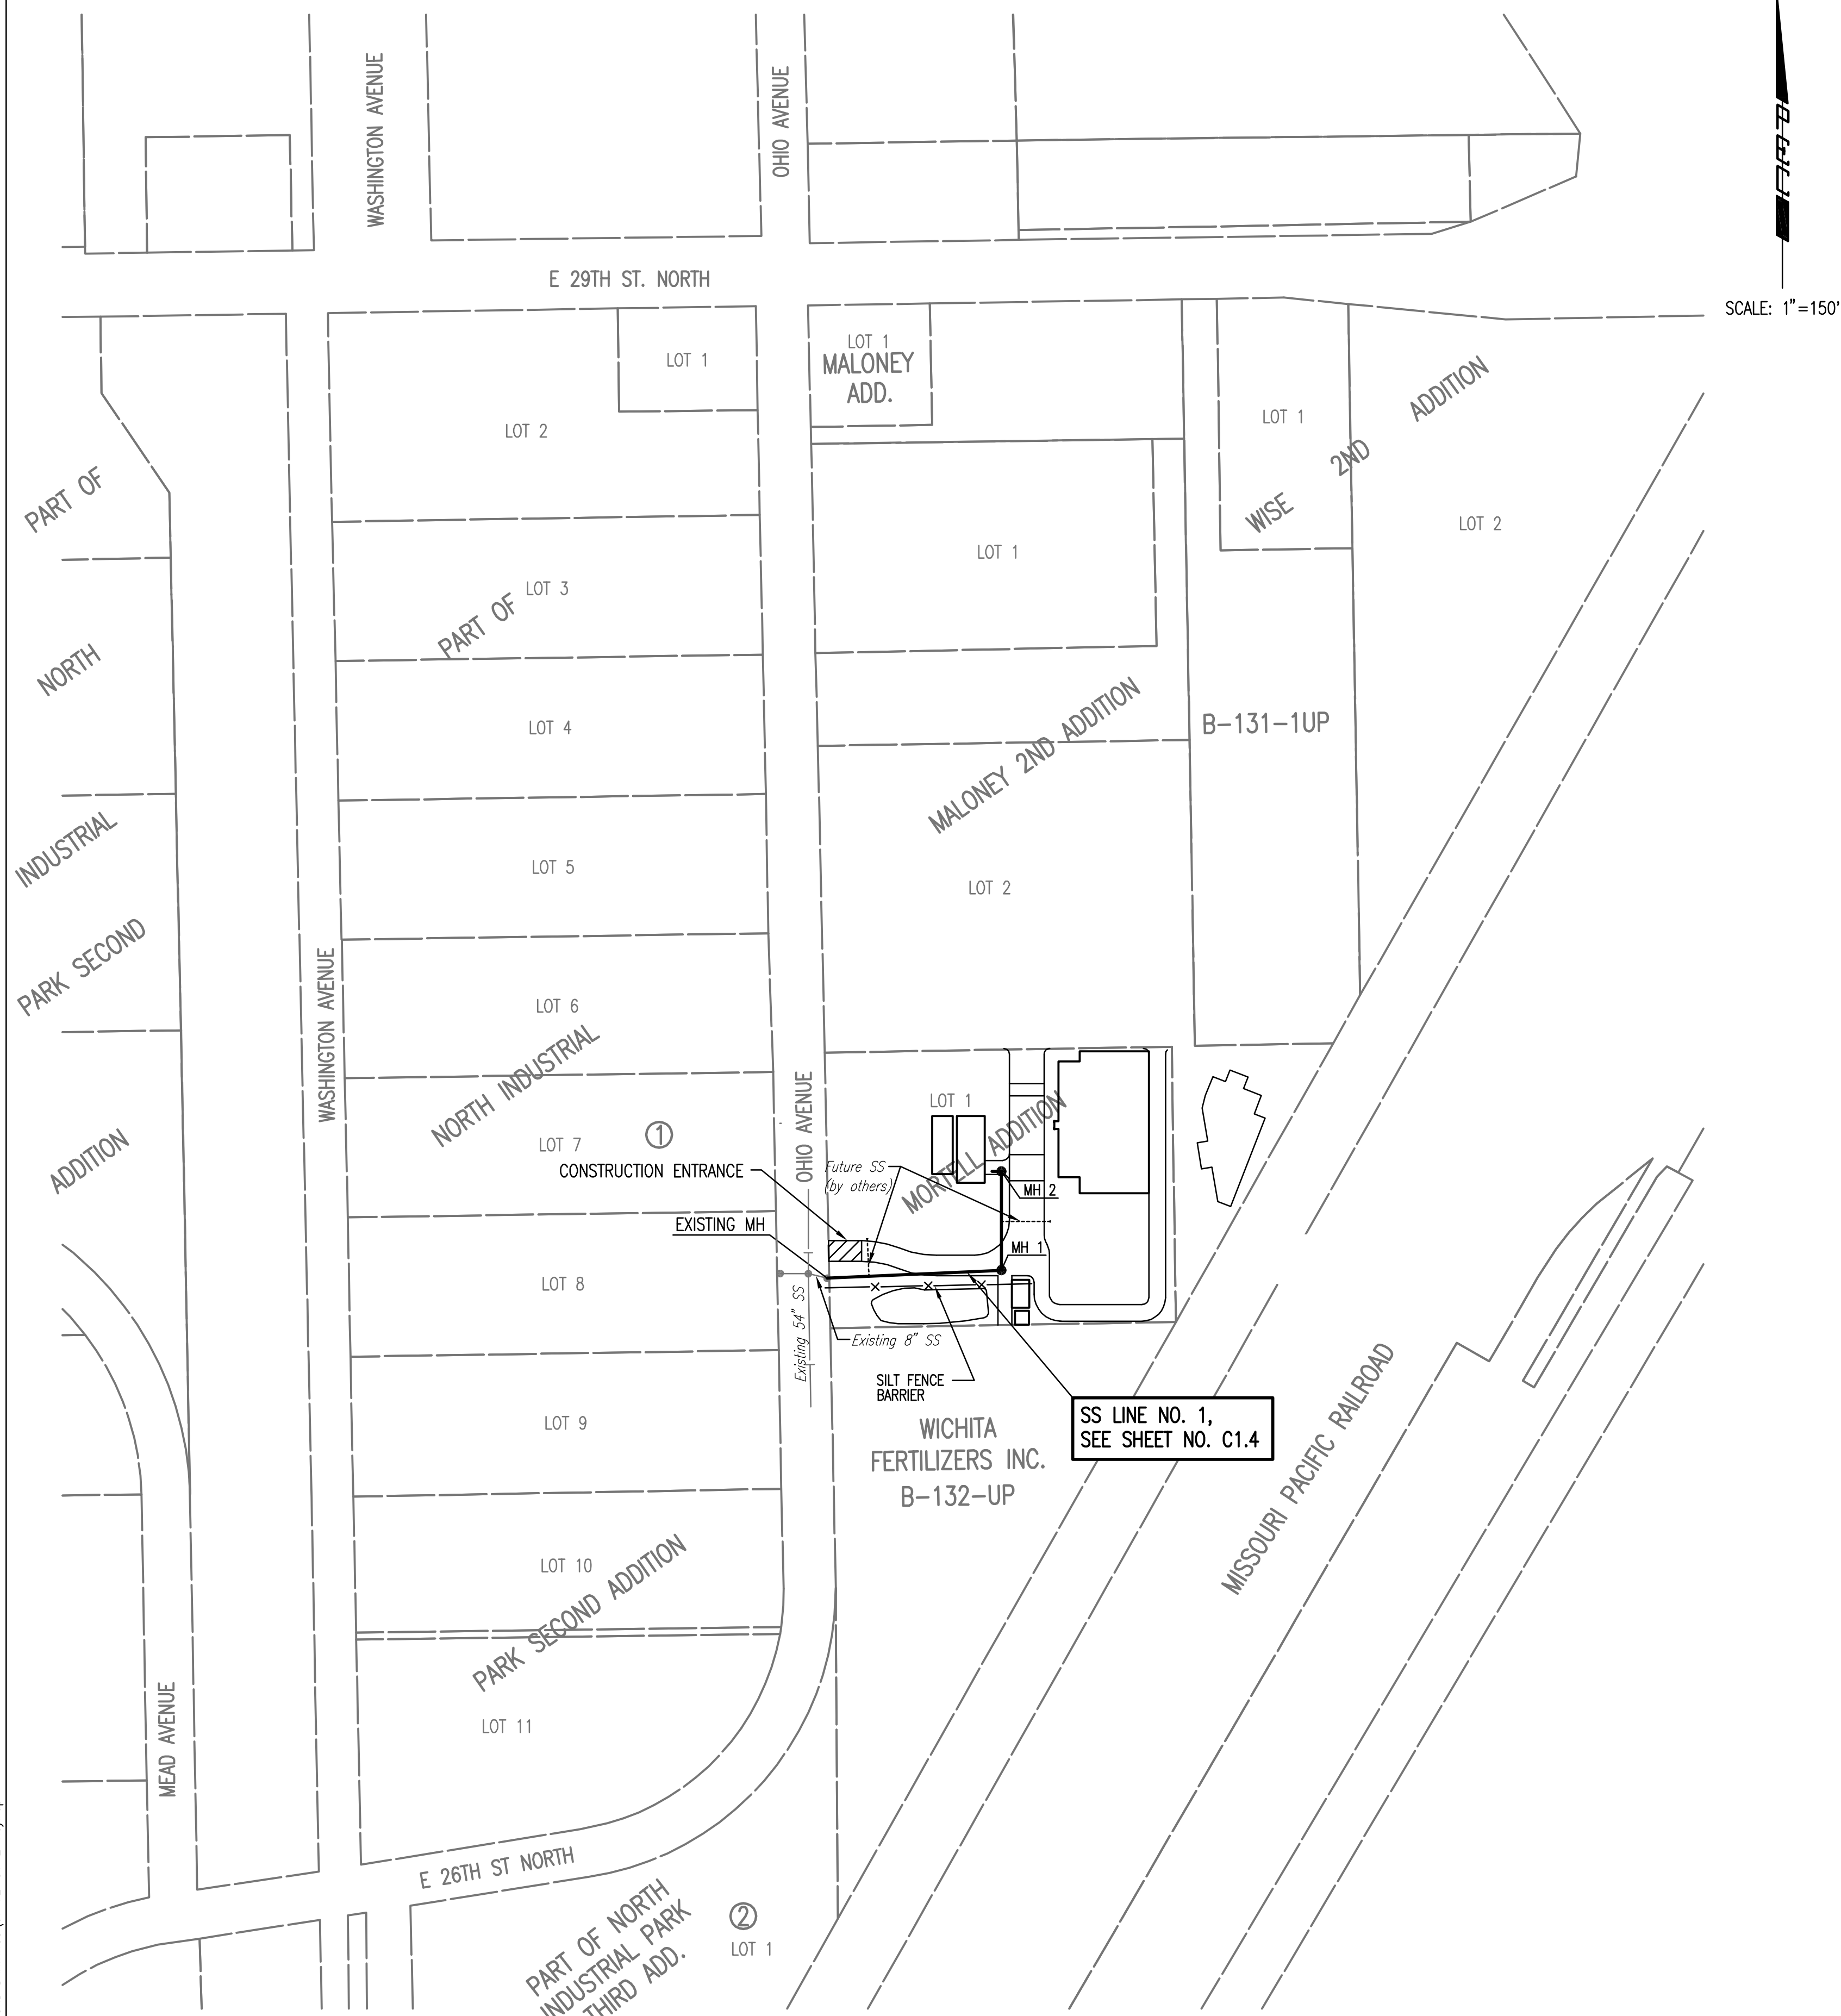 WASHINGTON AVENUE
OHIO AVENUE
E 29TH ST. NORTH
SCALE: 1"=150'
LOT 1
LOT 1
MALONEY
ADD.
LOT 2
LOT 1
WISE 2ND ADDITION
LOT 2
PART OF
NORTH
INDUSTRIAL
PARK SECOND
ADDITION
LOT 3
PART OF
LOT 1
LOT 4
MALONEY 2ND ADDITION
B-131-1UP
LOT 5
LOT 2
WASHINGTON AVENUE
LOT 6
NORTH INDUSTRIAL
OHIO AVENUE
LOT 1
MORTELL ADDITION
LOT 7
1
CONSTRUCTION ENTRANCE
Future SS
(by others)
MH 2
EXISTING MH
MH 1
LOT 8
Existing 54" SS
Existing 8" SS
SILT FENCE
BARRIER
SS LINE NO. 1,
SEE SHEET NO. C1.4
LOT 9
WICHITA
FERTILIZERS INC.
B-132-UP
MISSOURI PACIFIC RAILROAD
LOT 10
PARK SECOND ADDITION
LOT 11
MEAD AVENUE
E 26TH ST NORTH
PART OF NORTH
INDUSTRIAL PARK
THIRD ADD.
2
LOT 1